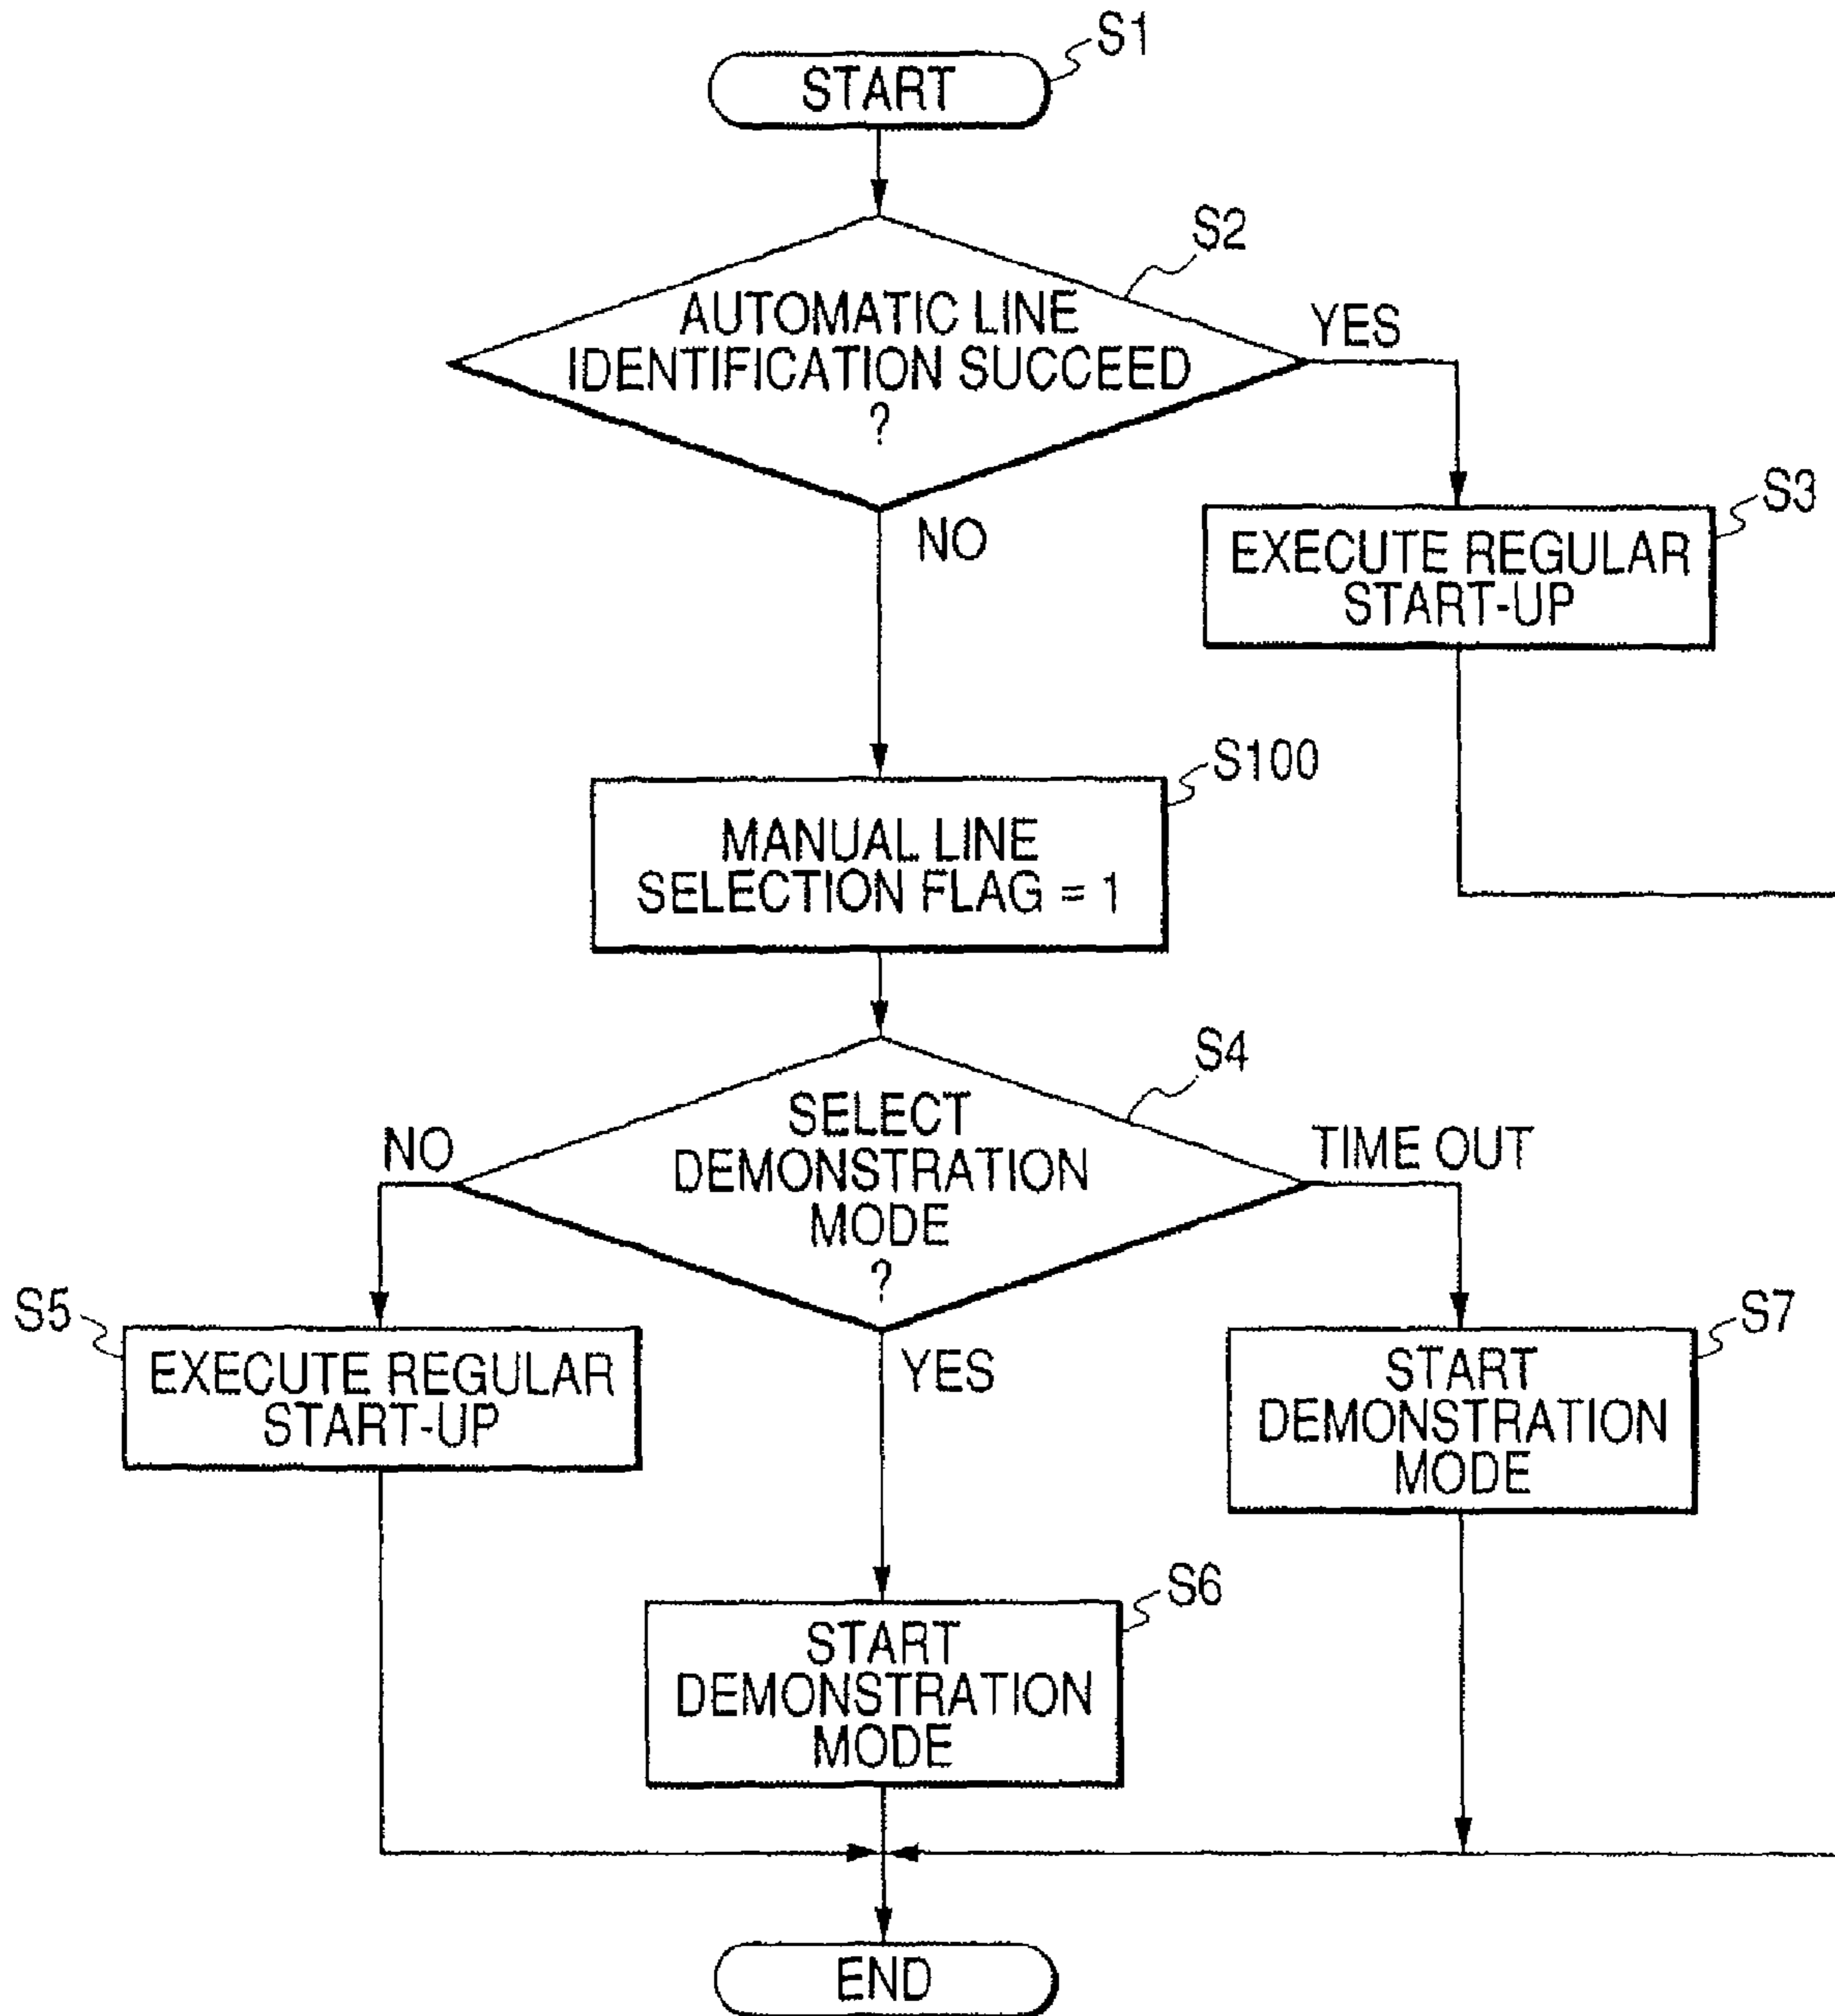 S1
START
S2
AUTOMATIC LINE
IDENTIFICATION SUCCEED
?
YES
NO
S3
EXECUTE REGULAR
START-UP
S100
MANUAL LINE
SELECTION FLAG = 1
S4
SELECT
DEMONSTRATION
MODE
?
NO
TIME OUT
YES
S5
EXECUTE REGULAR
START-UP
S7
START
DEMONSTRATION
MODE
S6
START
DEMONSTRATION
MODE
END